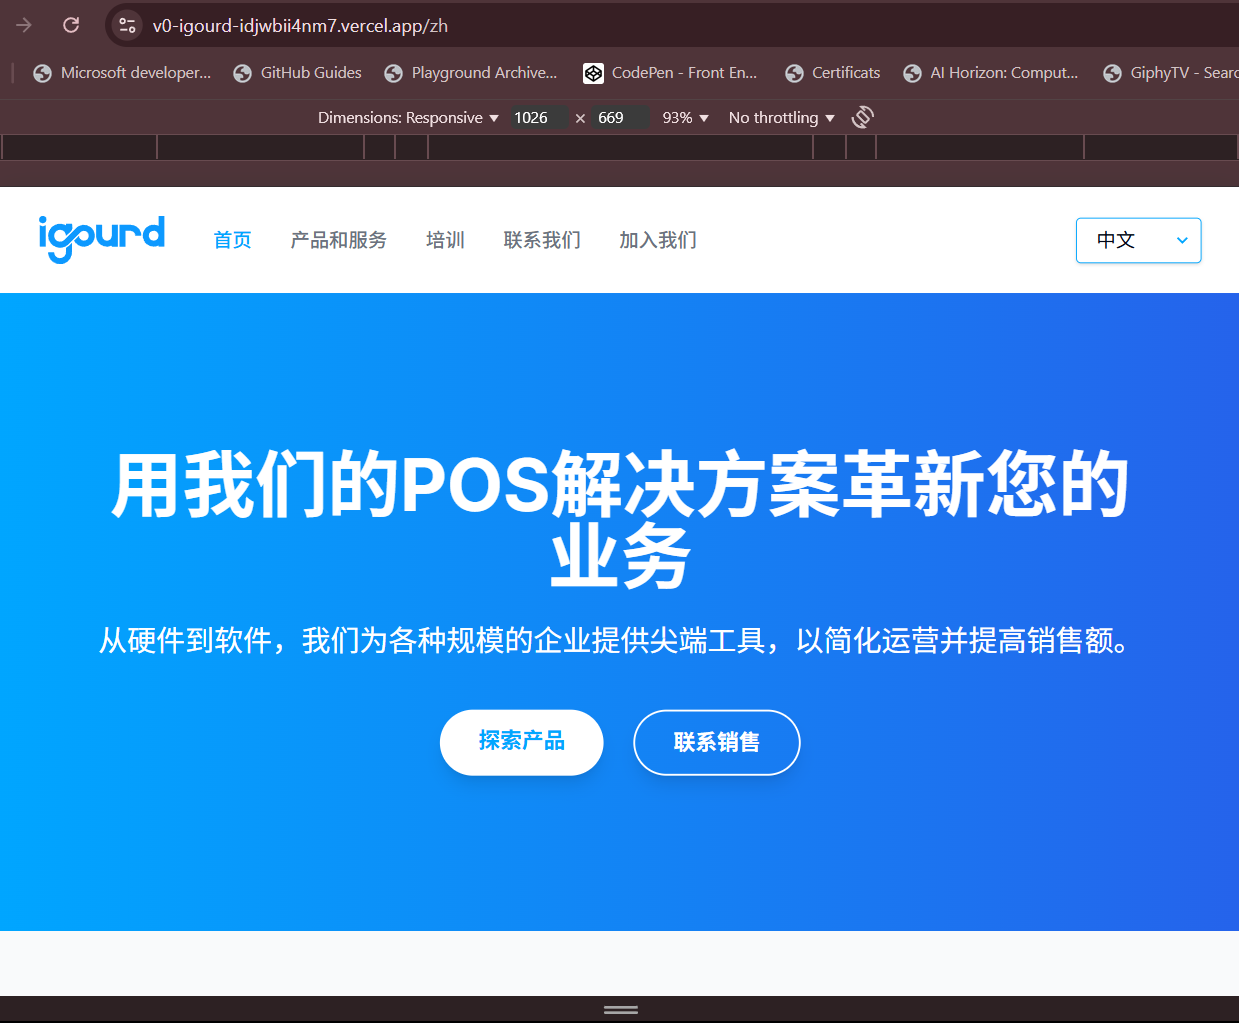 v0-igourd-idjwbii4nm7.vercel.app/zh
Microsoft developer... GitHub Guides Playground Archive... CodePen - Front En... Certificats AI Horizon: Comput... GiphyTV - Searc
Dimensions: Responsive ▼ 1026 × 669 93% ▼ No throttling ▼
igourd 首页 产品和服务 培训 联系我们 加入我们 中文
用我们的POS解决方案革新您的
业务
从硬件到软件，我们为各种规模的企业提供尖端工具，以简化运营并提高销售额。
探索产品 联系销售